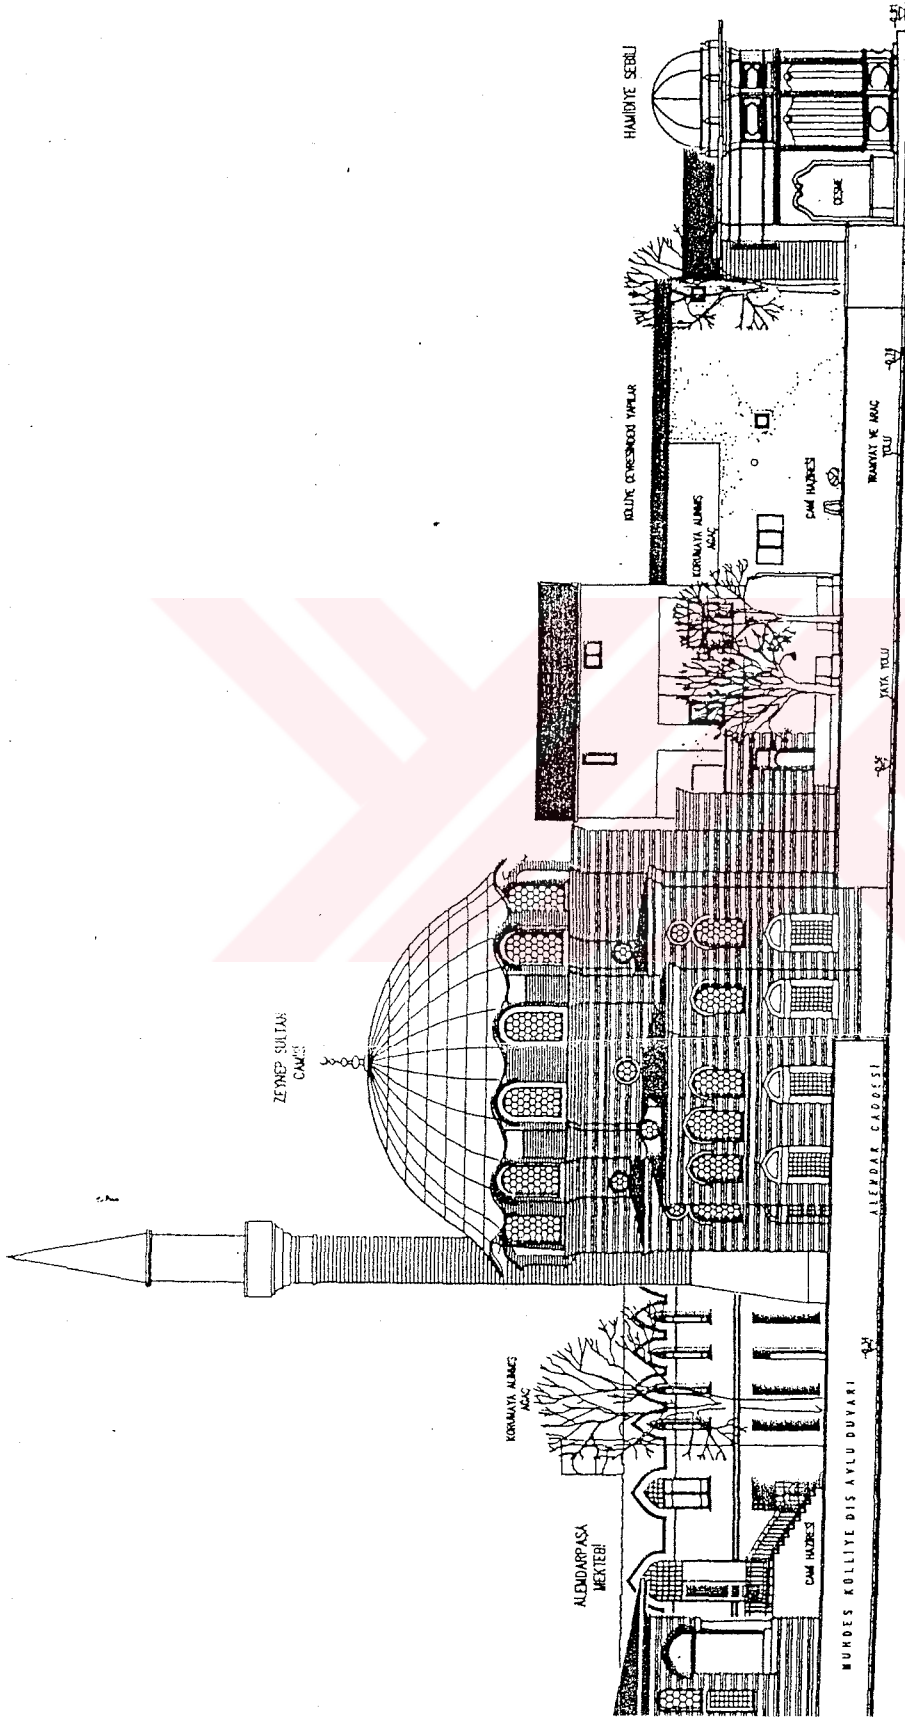 ZEYNEP SULTAN
CAMİSİ
HAMİDİYE SEBİLİ
KORUMAYA ALINMIŞ
AĞAÇ
KÜLLİYE ÇEVRESİNDEKİ YAPILAR
ALEMDARPAŞA
MEKTEBİ
KORUMAYA ALINMIŞ
AĞAÇ
ÇEŞME
CAMİ HAZİRESİ
CAMİ HAZİRESİ
MUHDES KÜLLİYE DIŞ AVLU DUVARI
ALEMDAR CADDESİ
YAYA YOLU
TRAMVAY VE ARAÇ
YOLU